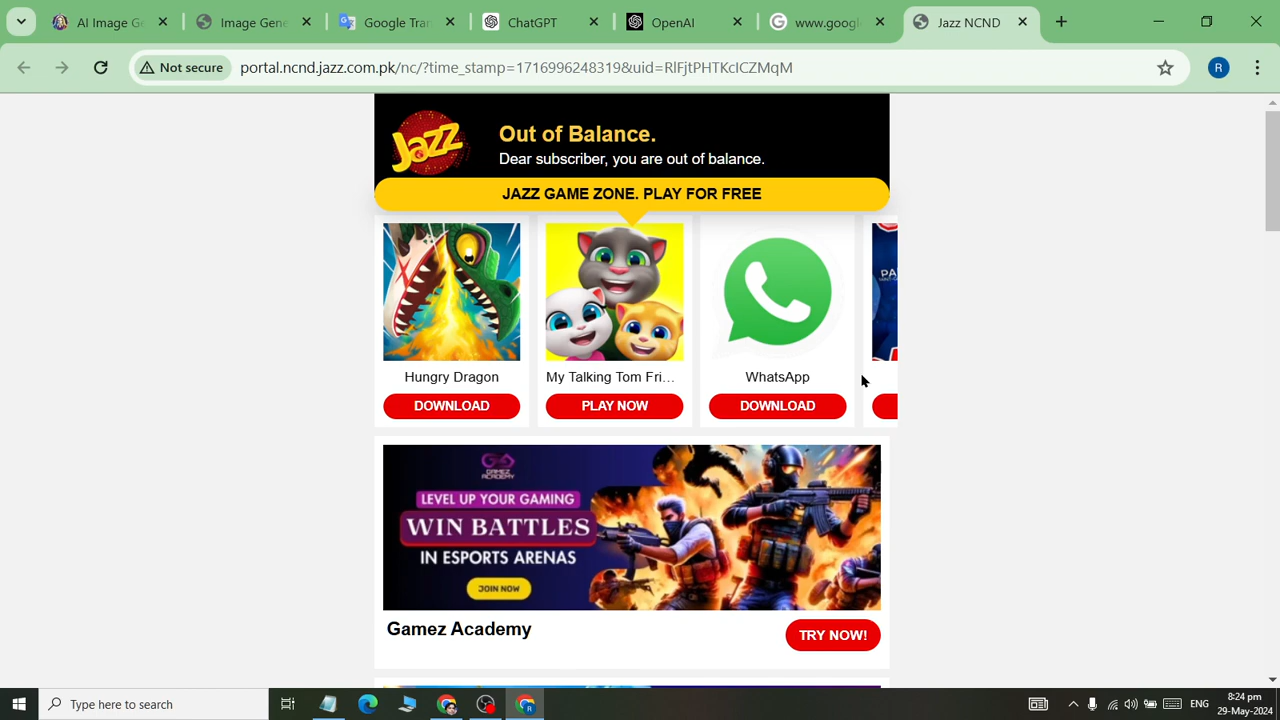 AI Image Ge
Image Gene
Google Tran
ChatGPT
OpenAI
www.googl
Jazz NCND
Not secure
portal.ncnd.jazz.com.pk/nc/?time_stamp=1716996248319&uid=RlFjtPHTKcICZMqM
R
Jazz
Out of Balance.
Dear subscriber, you are out of balance.
JAZZ GAME ZONE. PLAY FOR FREE
PA
Hungry Dragon
My Talking Tom Fri...
WhatsApp
DOWNLOAD
PLAY NOW
DOWNLOAD
GAMEZ
ACADEMY
LEVEL UP YOUR GAMING
WIN BATTLES
IN ESPORTS ARENAS
JOIN NOW
Gamez Academy
TRY NOW!
Type here to search
R
ENG
8:24 pm
29-May-2024